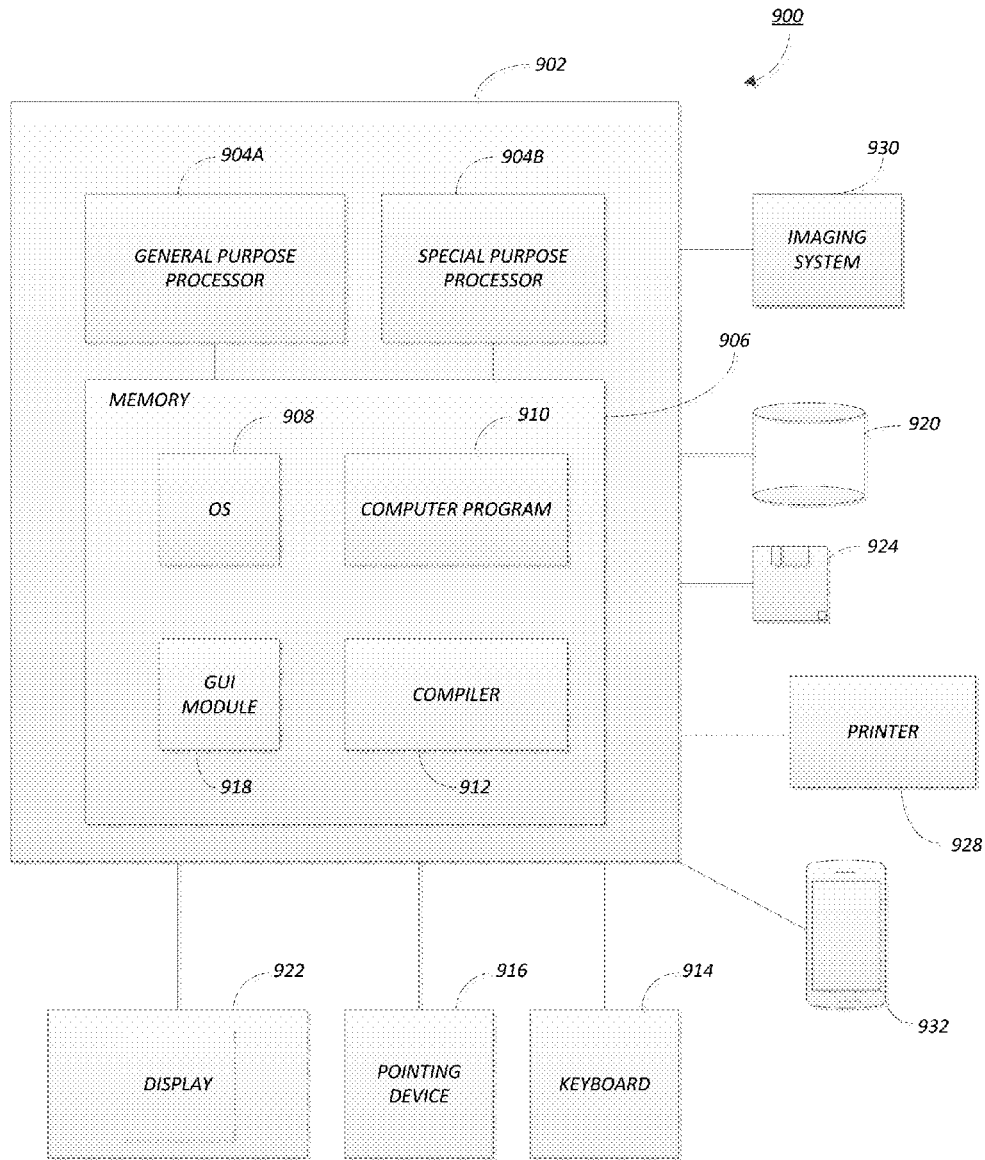 900
902
904A
904B
930
GENERAL PURPOSE
PROCESSOR
SPECIAL PURPOSE
PROCESSOR
IMAGING
SYSTEM
906
MEMORY
908
910
920
OS
COMPUTER PROGRAM
924
GUI
MODULE
COMPILER
PRINTER
918
912
928
922
916
914
932
DISPLAY
POINTING
DEVICE
KEYBOARD